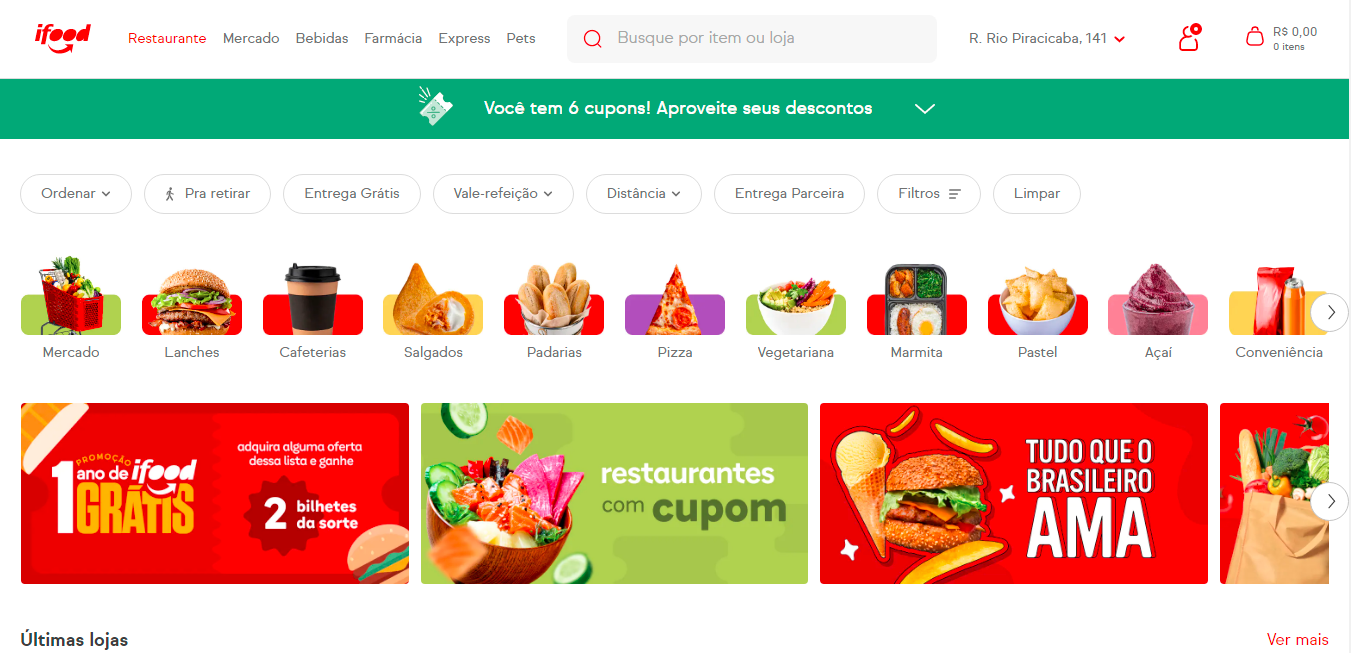 ifood
Restaurante
Mercado
Bebidas
Farmácia
Express
Pets
Busque por item ou loja
R. Rio Piracicaba, 141
R$ 0,00
0 itens
Você tem 6 cupons! Aproveite seus descontos
Ordenar
Pra retirar
Entrega Grátis
Vale-refeição
Distância
Entrega Parceira
Filtros
Limpar
Mercado
Lanches
Cafeterias
Salgados
Padarias
Pizza
Vegetariana
Marmita
Pastel
Açaí
Conveniência
PROMOÇÃO
1 ano de ifood
GRÁTIS
adquira alguma oferta
dessa lista e ganhe
2 bilhetes
da sorte
restaurantes
com cupom
TUDO QUE O
BRASILEIRO
AMA
Últimas lojas
Ver mais